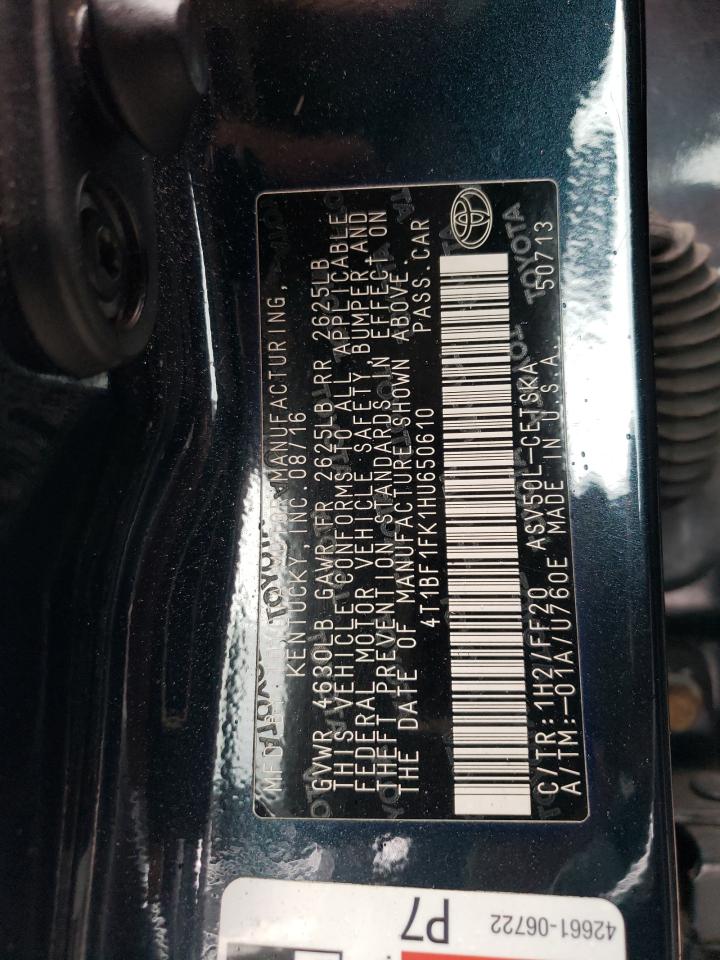 MFD. BY: TOYOTA MOTOR MANUFACTURING,
KENTUCKY, INC. 08/16
GVWR 4630LB GAWR FR 2625LB RR 2625LB
THIS VEHICLE CONFORMS TO ALL APPLICABLE
FEDERAL MOTOR VEHICLE SAFETY, BUMPER AND
THEFT PREVENTION STANDARDS IN EFFECT ON
THE DATE OF MANUFACTURE SHOWN ABOVE.
4T1BF1FK1HU650610 PASS.CAR
C/TR:1H2/FF20 ASV50L-CETSKA 50713
A/TM:-01A/U760E MADE IN U.S.A.
TOYOTA
P7
42661-06722